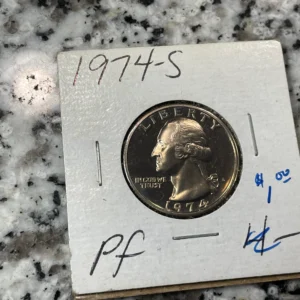 1974-S
LIBERTY
IN GOD WE
TRUST
1974
$1.00
Pf —